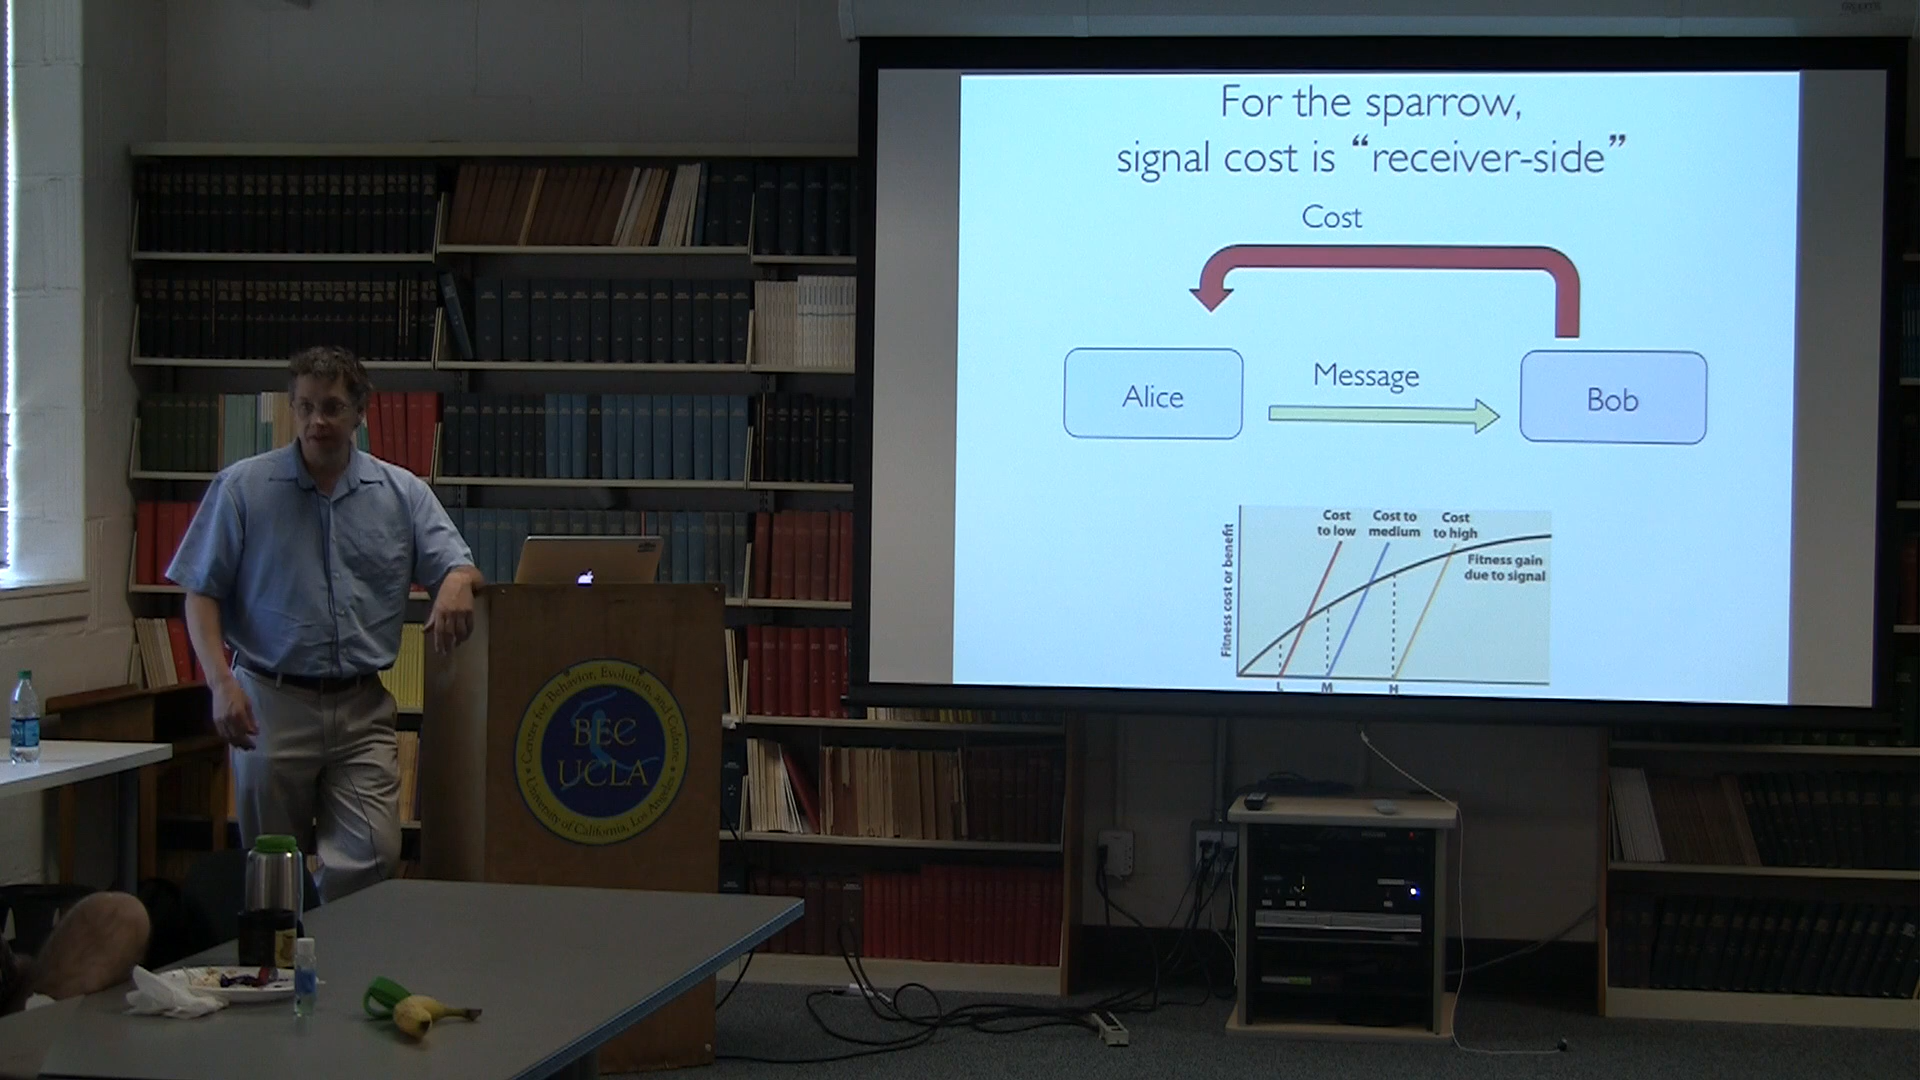 For the sparrow,
signal cost is “receiver-side”
Cost
Alice
Message
Bob
Cost
to low
Cost to
medium
Cost
to high
Fitness gain
due to signal
Fitness cost or benefit
L
M
H
Center for Behavior, Evolution, and Culture
BEC
UCLA
University of California, Los Angeles